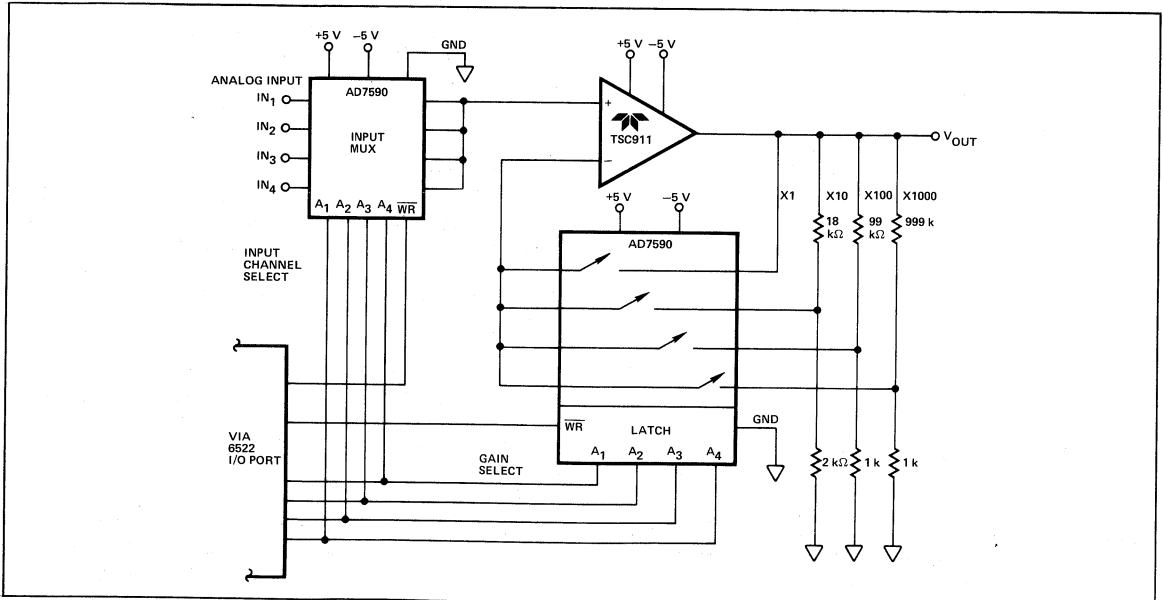 +5 V
−5 V
GND
+5 V −5 V
ANALOG INPUT
IN1
IN2
IN3
IN4
AD7590
INPUT
MUX
A1 A2 A3 A4 WR
+
−
TSC911
VOUT
X1
X10
X100
X1000
18
kΩ
99
kΩ
999 k
+5 V
−5 V
AD7590
INPUT
CHANNEL
SELECT
VIA
6522
I/O PORT
WR
LATCH
GND
GAIN
SELECT
A1
A2
A3
A4
2 kΩ
1 k
1 k